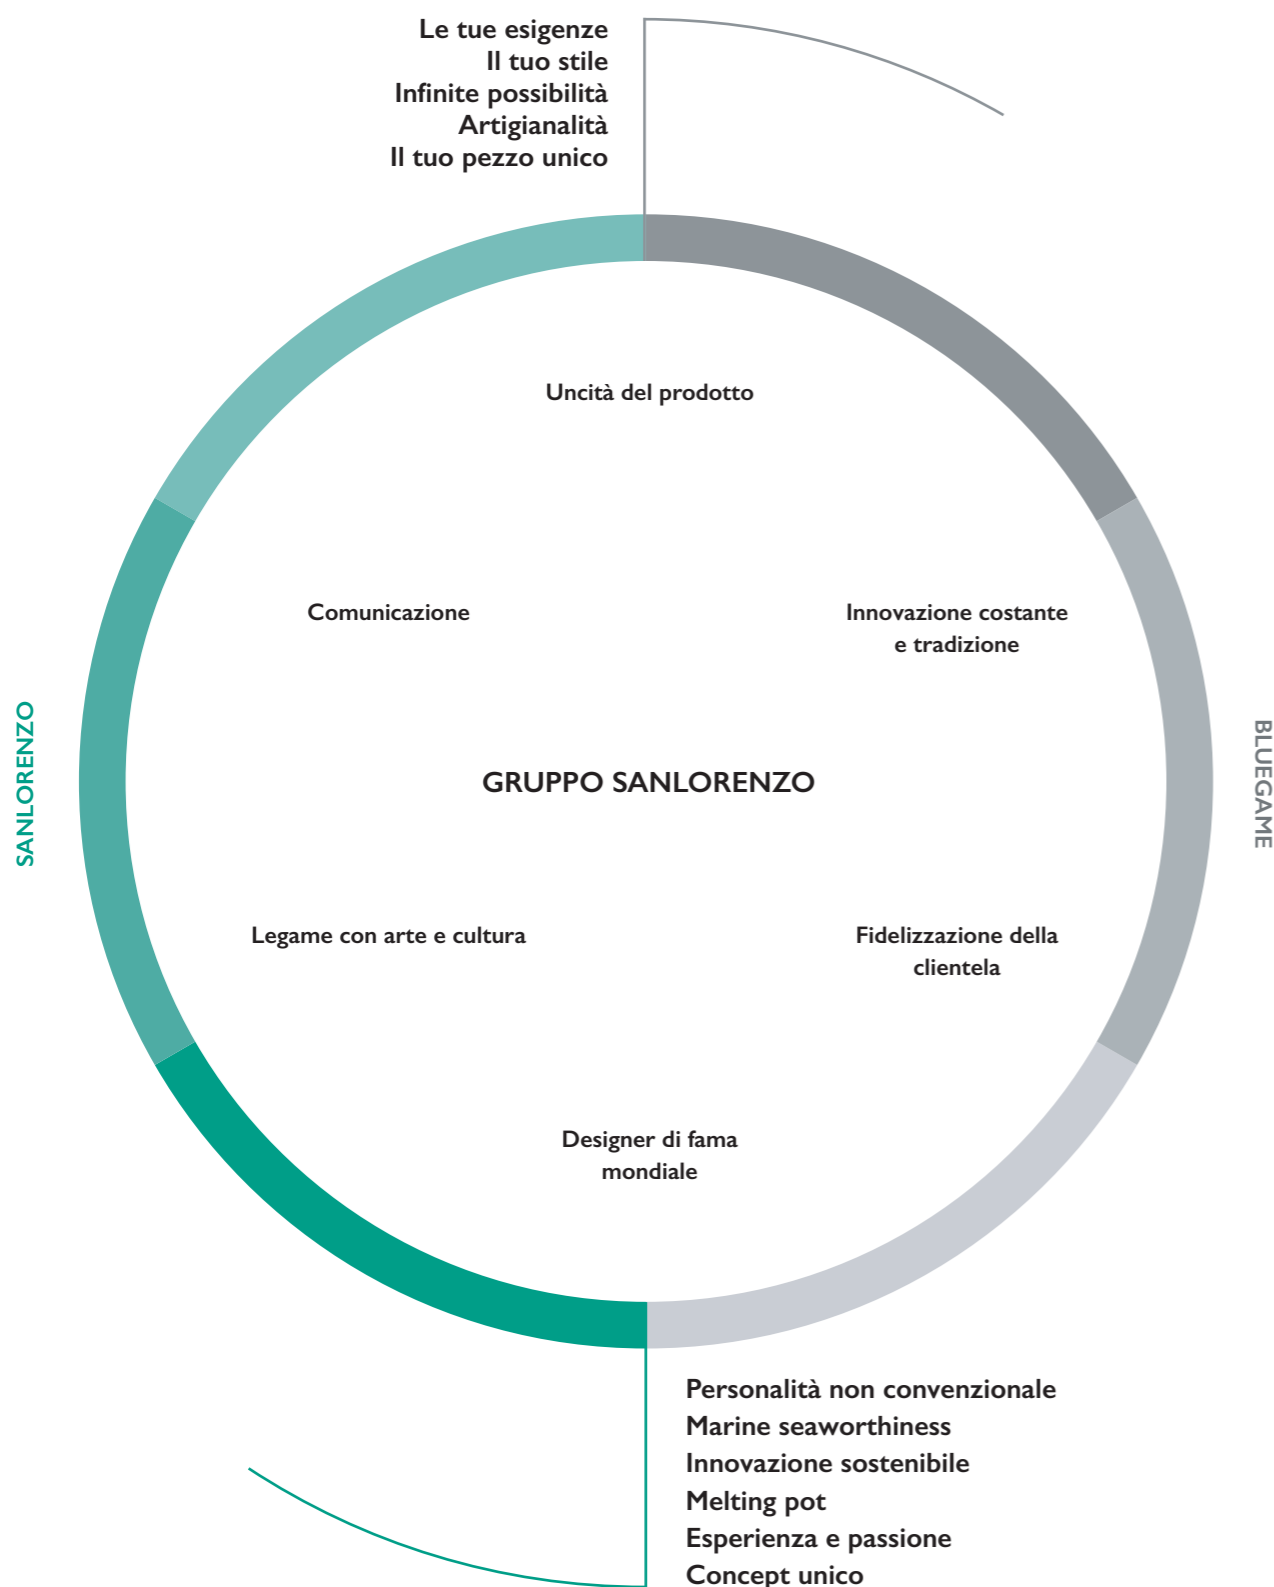 Le tue esigenze
Il tuo stile
Infinite possibilità
Artigianalità
Il tuo pezzo unico
Uncità del prodotto
Comunicazione
Innovazione costante
e tradizione
SANLORENZO
GRUPPO SANLORENZO
BLUEGAME
Legame con arte e cultura
Fidelizzazione della
clientela
Designer di fama
mondiale
Personalità non convenzionale
Marine seaworthiness
Innovazione sostenibile
Melting pot
Esperienza e passione
Concept unico